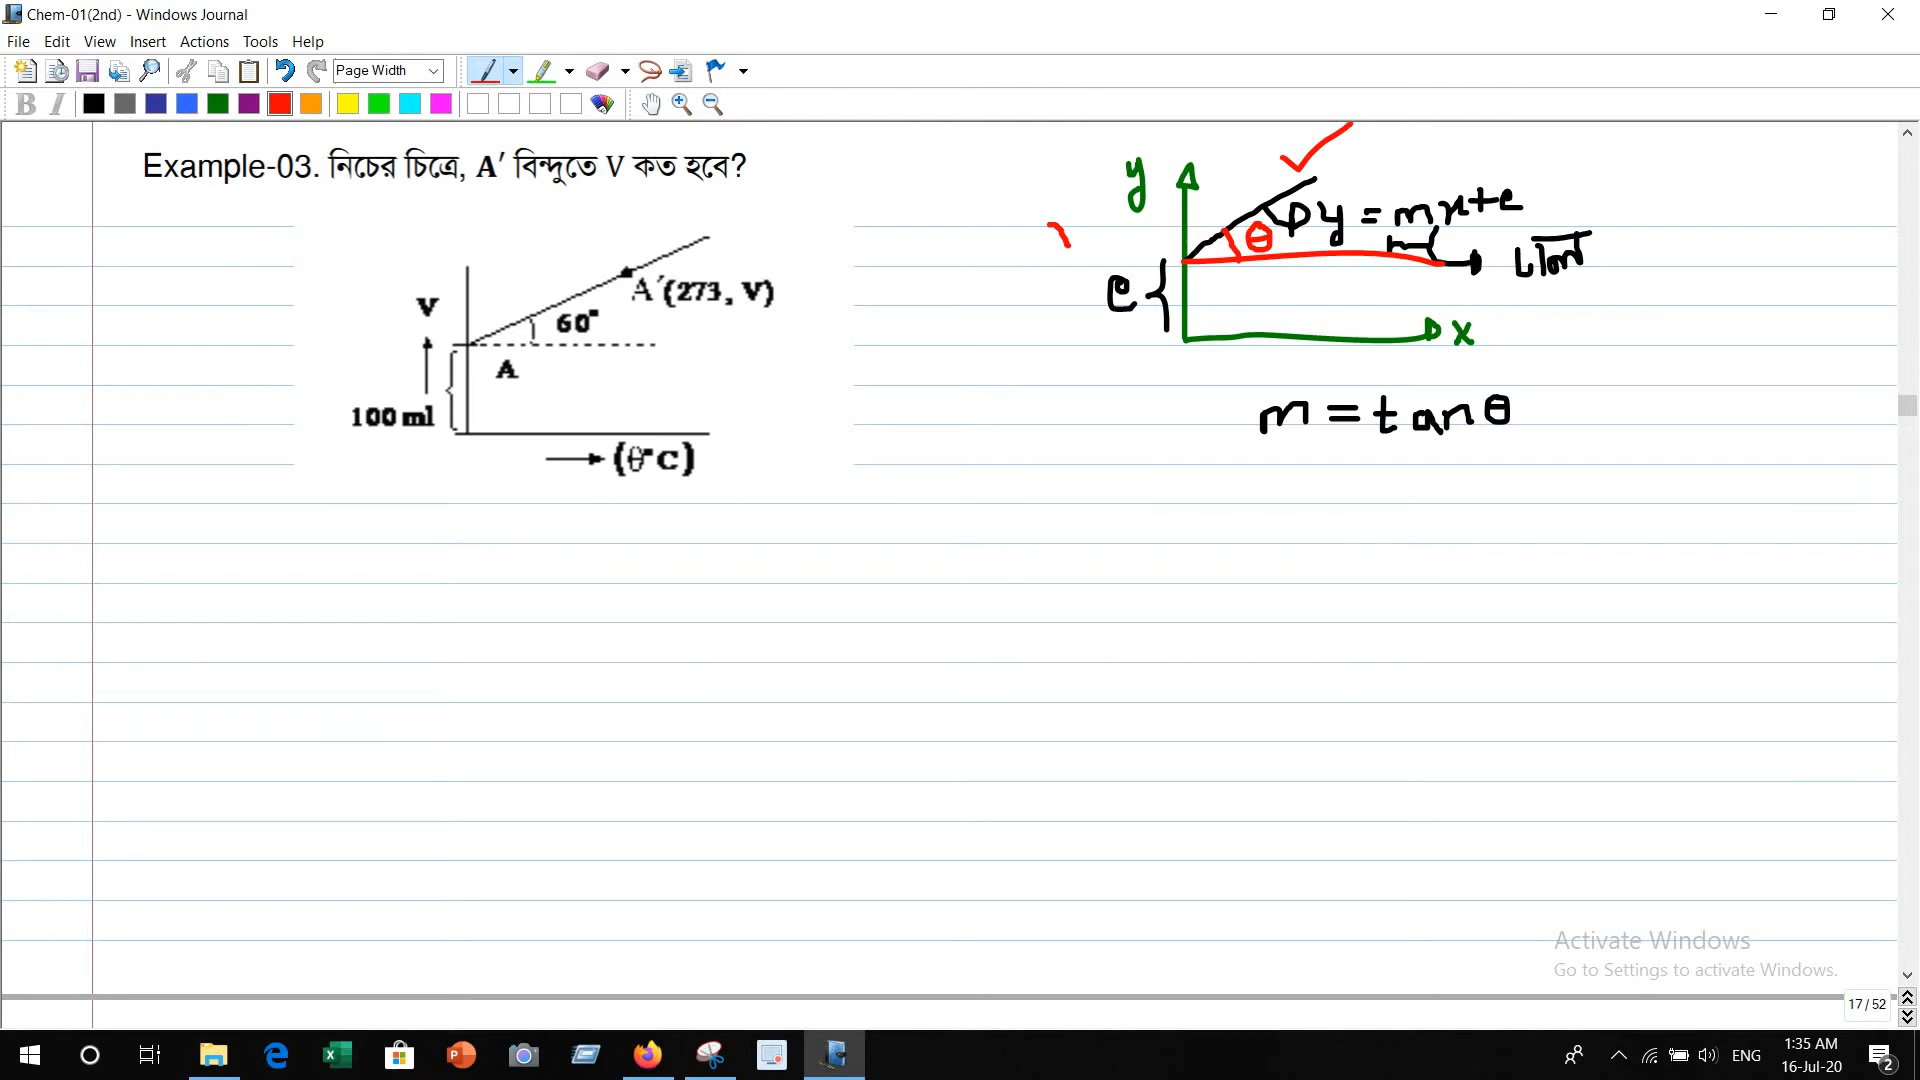 Chem-01(2nd) - Windows Journal
File Edit View Insert Actions Tools Help
Page Width
B I
Example-03. নিচের চিত্রে, A′ বিন্দুতে V কত হবে?
V
A′(273, V)
60°
A
100 ml
(θ°C)
y
y = mx+c
θ
c
x
m = tanθ
Activate Windows
Go to Settings to activate Windows.
17 / 52
ENG
1:35 AM
16-Jul-20
2